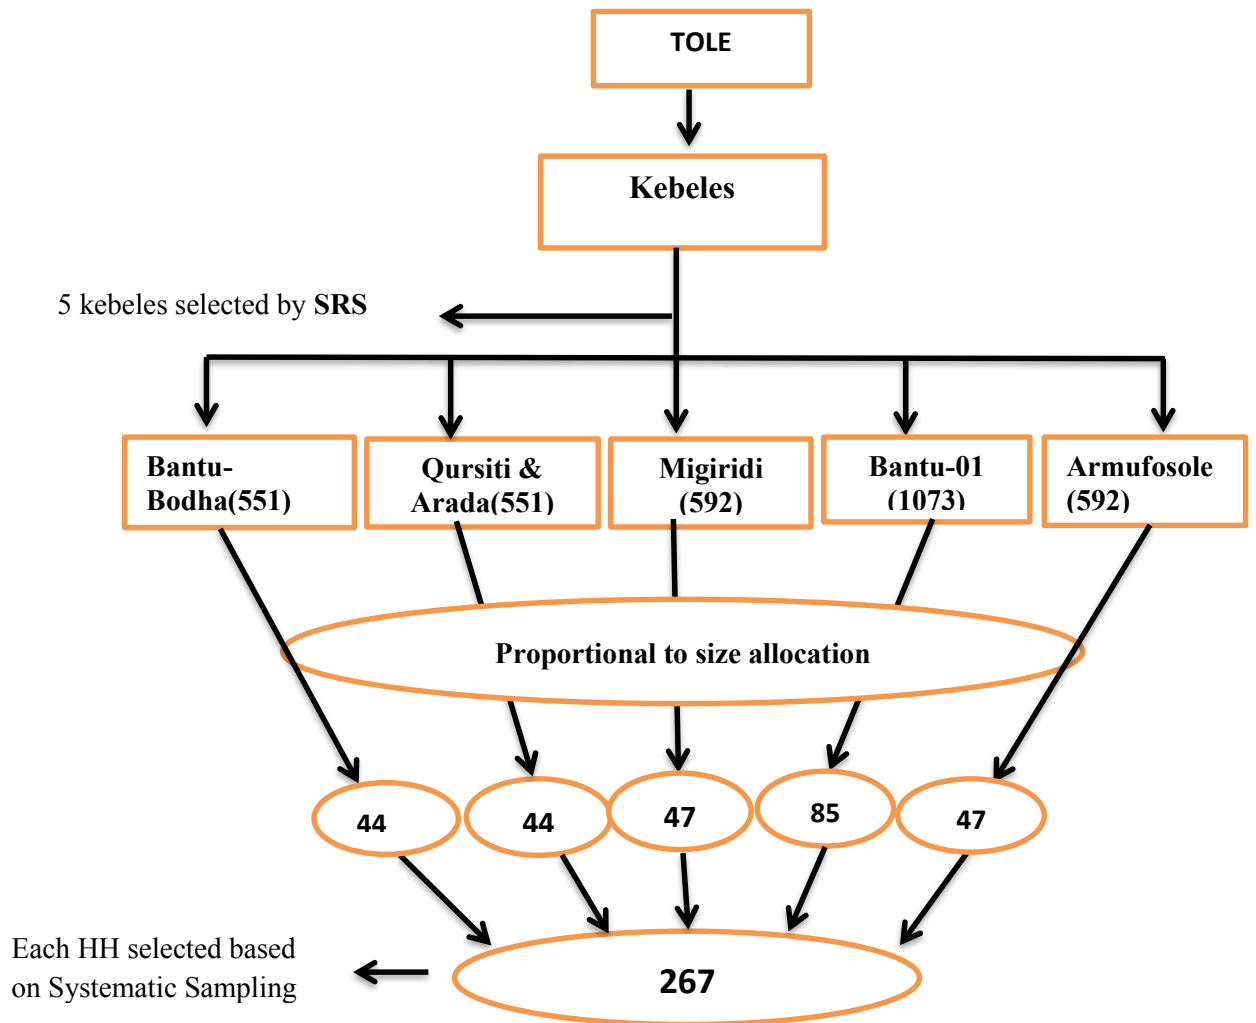 TOLE
Kebeles
5 kebeles selected by SRS
Bantu-
Bodha(551)
Qursiti &
Arada(551)
Migiridi
(592)
Bantu-01
(1073)
Armufosole
(592)
Proportional to size allocation
44
44
47
85
47
Each HH selected based
on Systematic Sampling
267